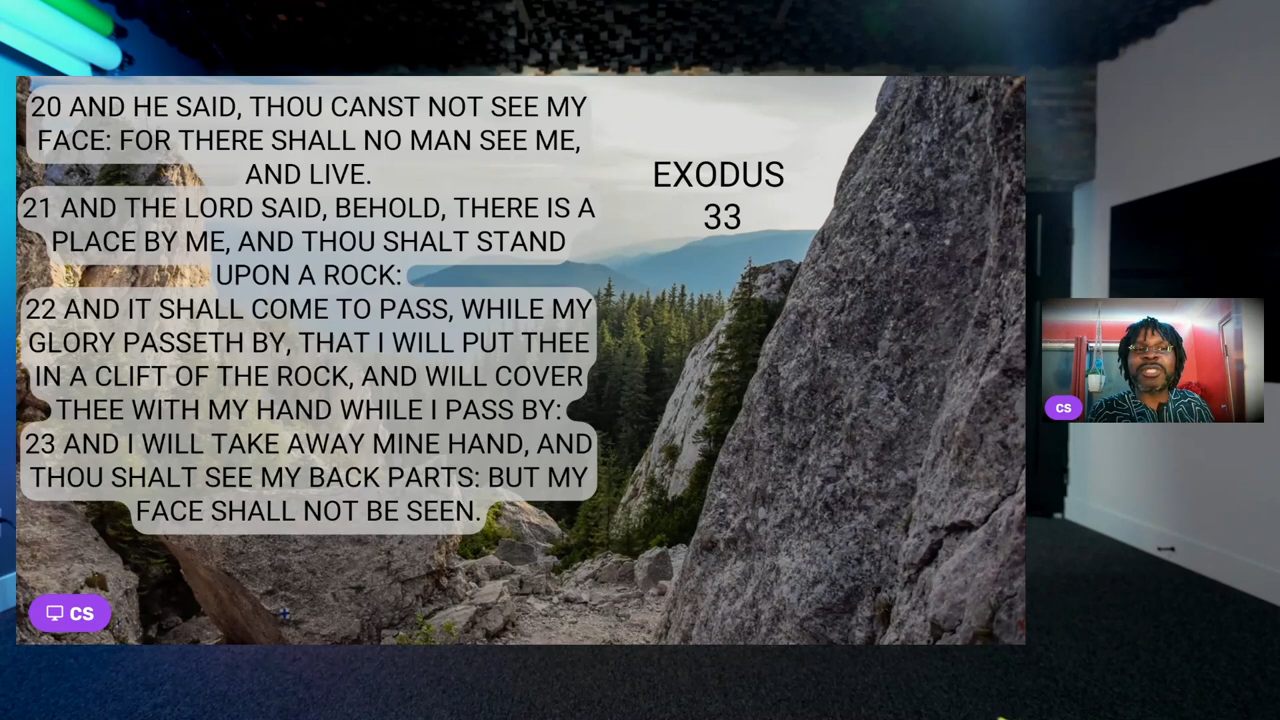 20 AND HE SAID, THOU CANST NOT SEE MY
FACE: FOR THERE SHALL NO MAN SEE ME,
AND LIVE.
21 AND THE LORD SAID, BEHOLD, THERE IS A
PLACE BY ME, AND THOU SHALT STAND
UPON A ROCK:
22 AND IT SHALL COME TO PASS, WHILE MY
GLORY PASSETH BY, THAT I WILL PUT THEE
IN A CLIFT OF THE ROCK, AND WILL COVER
THEE WITH MY HAND WHILE I PASS BY:
23 AND I WILL TAKE AWAY MINE HAND, AND
THOU SHALT SEE MY BACK PARTS: BUT MY
FACE SHALL NOT BE SEEN.
EXODUS
33
CS
CS